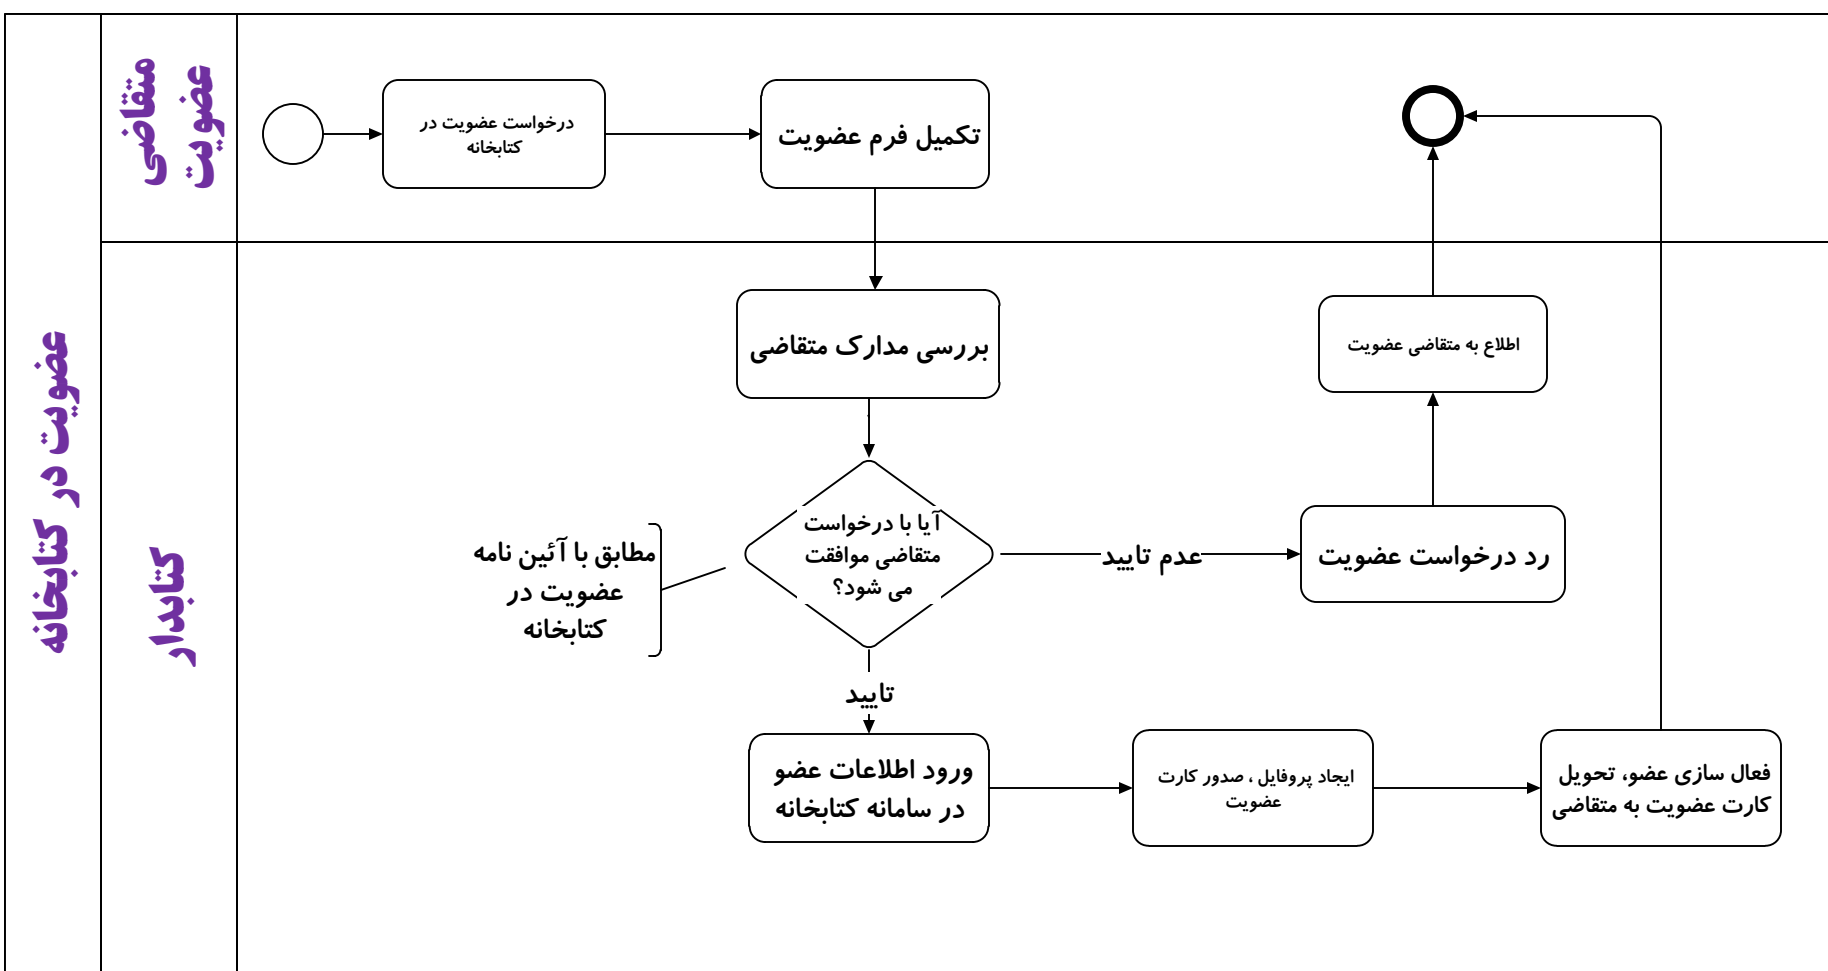 عضویت در کتابخانه
متقاضی
عضویت
درخواست عضویت در
کتابخانه
تکمیل فرم عضویت
کتابدار
بررسی مدارک متقاضی
اطلاع به متقاضی عضویت
آیا با درخواست
متقاضی موافقت
می شود؟
مطابق با آئین نامه
عضویت در
کتابخانه
عدم تایید
رد درخواست عضویت
تایید
ورود اطلاعات عضو
در سامانه کتابخانه
ایجاد پروفایل ، صدور کارت
عضویت
فعال سازی عضو، تحویل
کارت عضویت به متقاضی